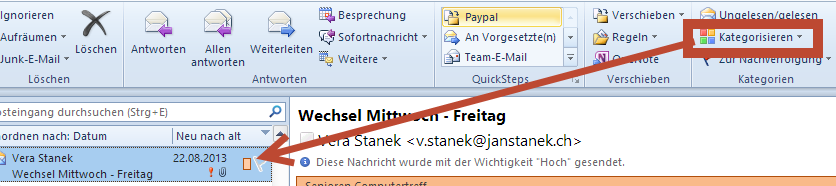 Ignorieren
Aufräumen
Junk-E-Mail
Löschen
Löschen
Antworten
Allen antworten
Weiterleiten
Besprechung
Sofortnachricht
Weitere
Antworten
Paypal
An Vorgesetzte(n)
Team-E-Mail
QuickSteps
Verschieben
Regeln
OneNote
Verschieben
Ungelesen/gelesen
Kategorisieren
Zur Nachverfolgung
Kategorien
osteingang durchsuchen (Strg+E)
nordnen nach: Datum Neu nach alt
Vera Stanek 22.08.2013
Wechsel Mittwoch - Freitag
Wechsel Mittwoch - Freitag
Vera Stanek <v.stanek@janstanek.ch>
Diese Nachricht wurde mit der Wichtigkeit "Hoch" gesendet.
Senioren Computertreff